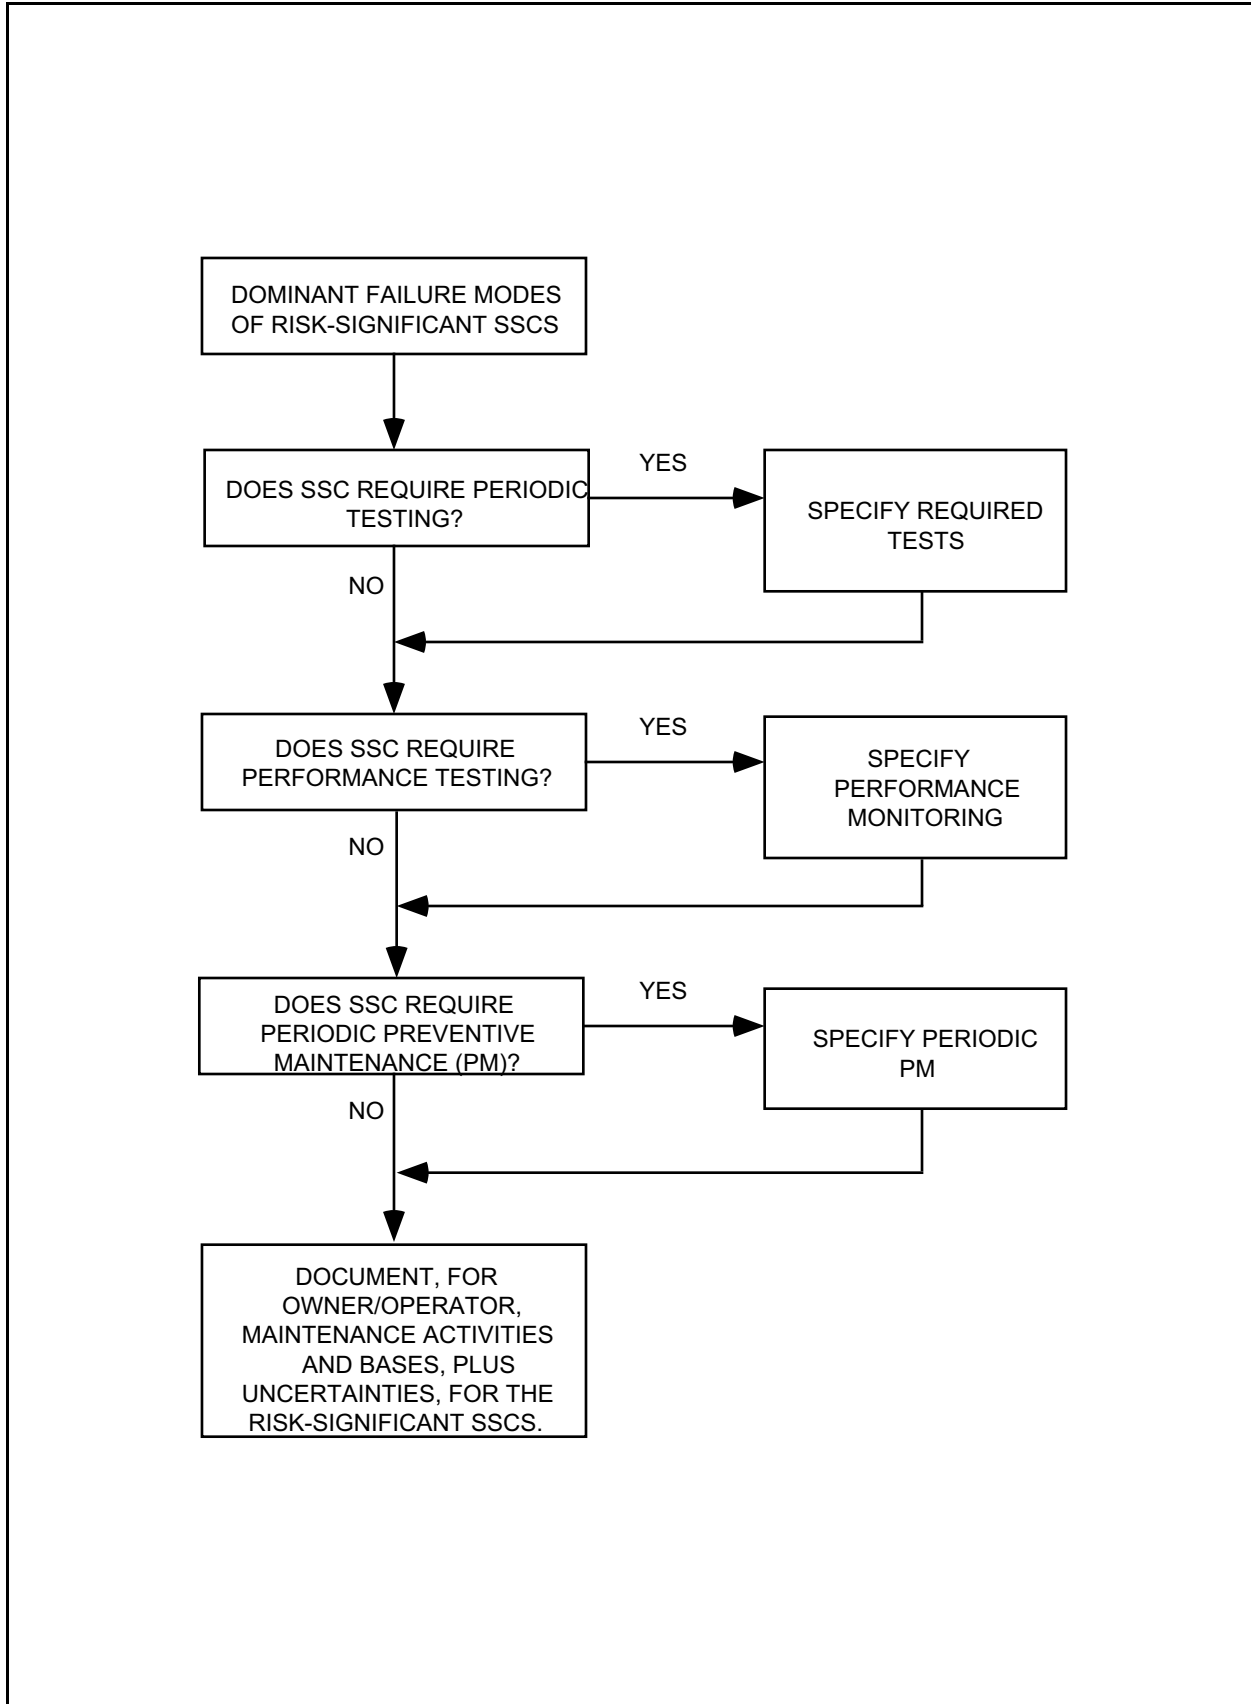 DOMINANT FAILURE MODES
OF RISK-SIGNIFICANT SSCS
DOES SSC REQUIRE PERIODIC
TESTING?
YES
SPECIFY REQUIRED
TESTS
NO
DOES SSC REQUIRE
PERFORMANCE TESTING?
YES
SPECIFY
PERFORMANCE
MONITORING
NO
DOES SSC REQUIRE
PERIODIC PREVENTIVE
MAINTENANCE (PM)?
YES
SPECIFY PERIODIC
PM
NO
DOCUMENT, FOR
OWNER/OPERATOR,
MAINTENANCE ACTIVITIES
AND BASES, PLUS
UNCERTAINTIES, FOR THE
RISK-SIGNIFICANT SSCS.